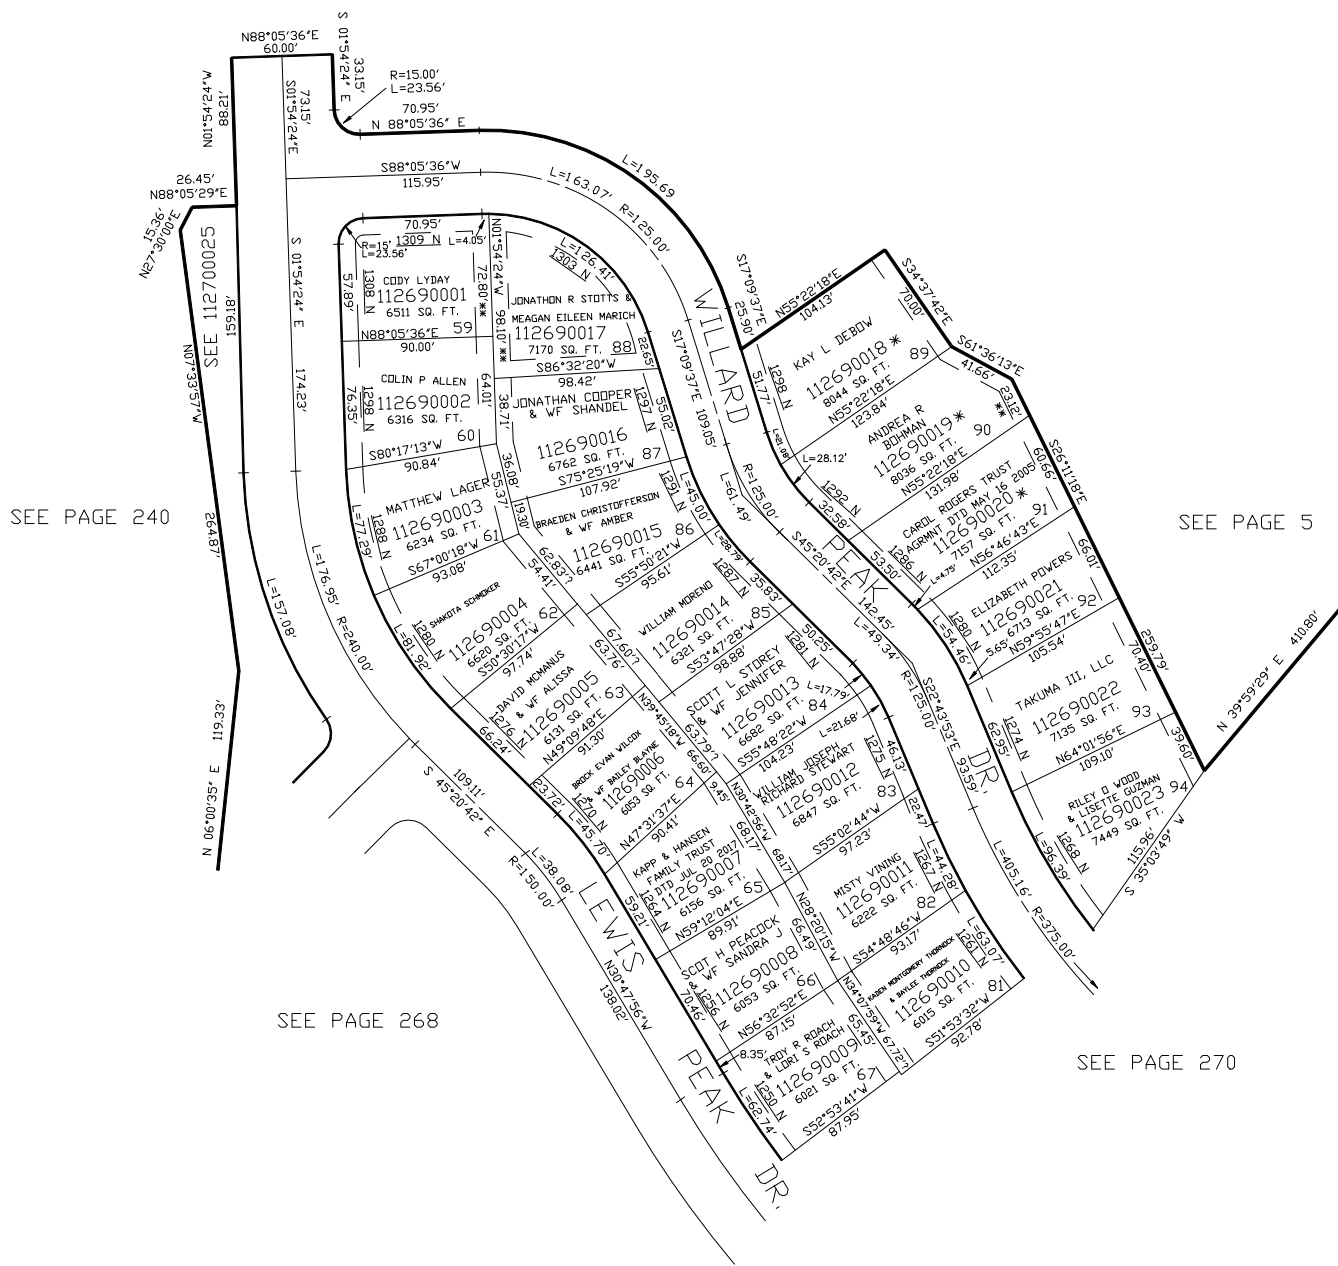 N88°05'36"E
60.00'
S 01°54'24" E
33.15'
R=15.00'
L=23.56'
70.95'
N 88°05'36" E
N01°54'24"W
88.21'
73.15'
S01°54'24"E
S88°05'36"W
115.95'
L=195.69
L=163.07'
R=125.00'
26.45'
N88°05'29"E
15.36'
N27°30'00"E
SEE 112700025
159.18'
N07°33'57"W
264.87'
S 01°54'24" E
174.23'
SEE PAGE 240
L=157.08'
L=176.95'
R=240.00'
119.33'
N 06°00'35" E
109.11'
S 45°20'42" E
L=38.08'
R=150.00'
LEWIS
PEAK
DR.
N30°47'56"W
138.02'
SEE PAGE 268
70.95'
R=15'
L=23.56'
1309 N
L=4.05'
57.89'
1308 N
CODY LYDAY
112690001
6511 SQ. FT.
72.80'**
N01°54'24"W
98.10' **
N88°05'36"E
59
90.00'
COLIN P ALLEN
112690002
6316 SQ. FT.
76.35'
1298 N
64.01'
38.71'
60
S80°17'13"W
90.84'
MATTHEW LAGER
112690003
6234 SQ. FT.
61
L=77.29'
1288 N
36.08'
55.37'
19.30'
S67°00'18"W
93.08'
SHAKOTA SCHMOKER
112690004
6620 SQ. FT.
62
L=81.92'
1280 N
62.83'?
54.41'
S50°30'17"W
97.74'
DAVID MCMANUS
& WF ALISSA
112690005
6131 SQ. FT.
63
66.24'
1276 N
67.60'?
63.76'
N49°09'48"E
91.30'
BROCK EVAN WILCOX
& WF BAILEY BLAYNE
112690006
6053 SQ. FT.
64
23.72'
L=45.70'
1270 N
N39°45'18"W
63.79'?
66.60'
9.45'
N47°31'37"E
90.41'
KAPP & HANSEN
FAMILY TRUST
DTD JUL 20 2017
112690007
6156 SQ. FT.
65
59.21'
1264 N
N30°42'56"W
68.17'
68.17'
N59°12'04"E
89.91'
SCOT H PEACOCK
& WF SANDRA J
112690008
6053 SQ. FT.
66
70.46'
1256 N
N28°20'15"W
66.49'
N56°32'52"E
87.15'
8.35'
TROY R ROACH
& LORI S ROACH
112690009
6021 SQ. FT.
67
L=62.74'
1250 N
N34°07'59"W
65.45'
67.72'?
S52°53'41"W
87.95'
L=126.41'
1303 N
JONATHON R STOTTS &
MEAGAN EILEEN MARICH
112690017
7170 SQ. FT.
88
22.65'
S86°32'20"W
98.42'
JONATHAN COOPER
& WF SHANDEL
112690016
6762 SQ. FT.
87
1297 N
55.02'
S75°25'19"W
107.92'
BRAEDEN CHRISTOFFERSON
& WF AMBER
112690015
6441 SQ. FT.
86
1291 N
L=45.00'
S55°50'21"W
95.61'
WILLIAM MORENO
112690014
6321 SQ. FT.
85
L=28.79'
1287 N
35.83'
S53°47'28"W
98.88'
SCOTT L STOREY
& WF JENNIFER
112690013
6682 SQ. FT.
84
50.25'
1281 N
L=17.79'
S55°48'22"W
104.23'
WILLIAM JOSEPH
RICHARD STEWART
112690012
6847 SQ. FT.
83
L=21.68'
1275 N
46.13'
S55°02'44"W
97.23'
MISTY VINING
112690011
6222 SQ. FT.
82
22.47'
1267 N
L=44.28'
S54°48'46"W
93.17'
KADEN MONTGOMERY THORNOCK
& BAYLEE THORNOCK
112690010
6015 SQ. FT.
81
1261 N
L=63.07'
S51°53'32"W
92.78'
WILLARD
PEAK
DR.
S17°09'37"E
109.05'
L=61.49'
R=125.00'
S45°20'42"E
142.45'
L=49.34'
R=125.00'
S22°43'53"E
93.59'
L=405.16'
R=375.00'
S17°09'37"E
25.90'
N55°22'18"E
104.13'
S34°37'42"E
70.00'
KAY L DEBOW
112690018 *
8044 SQ. FT.
89
51.77'
1298 N
L=21.08'
N55°22'18"E
123.84'
S61°36'13"E
41.66'
23.12'
**
ANDREA R
BOHMAN
112690019 *
8036 SQ. FT.
90
L=28.12'
1292 N
32.58'
N55°22'18"E
131.98'
S26°11'18"E
60.66'
CAROL ROGERS TRUST
AGRMNT DTD MAY 16 2005
112690020 *
7157 SQ. FT.
91
53.50'
1286 N
L=4.75'
N56°46'43"E
112.35'
ELIZABETH POWERS
112690021
6713 SQ. FT.
92
66.01'
1280 N
L=54.46'
5.65'
N59°55'47"E
105.54'
TAKUMA III, LLC
112690022
7135 SQ. FT.
93
259.79'
70.40'
1274 N
62.95'
N64°01'56"E
109.10'
39.60'
RILEY D WOOD
& LISETTE GUZMAN
112690023
7449 SQ. FT.
94
1268 N
L=96.39'
115.96'
S 35°03'49" W
N 39°59'29" E
410.80'
SEE PAGE 5
SEE PAGE 270